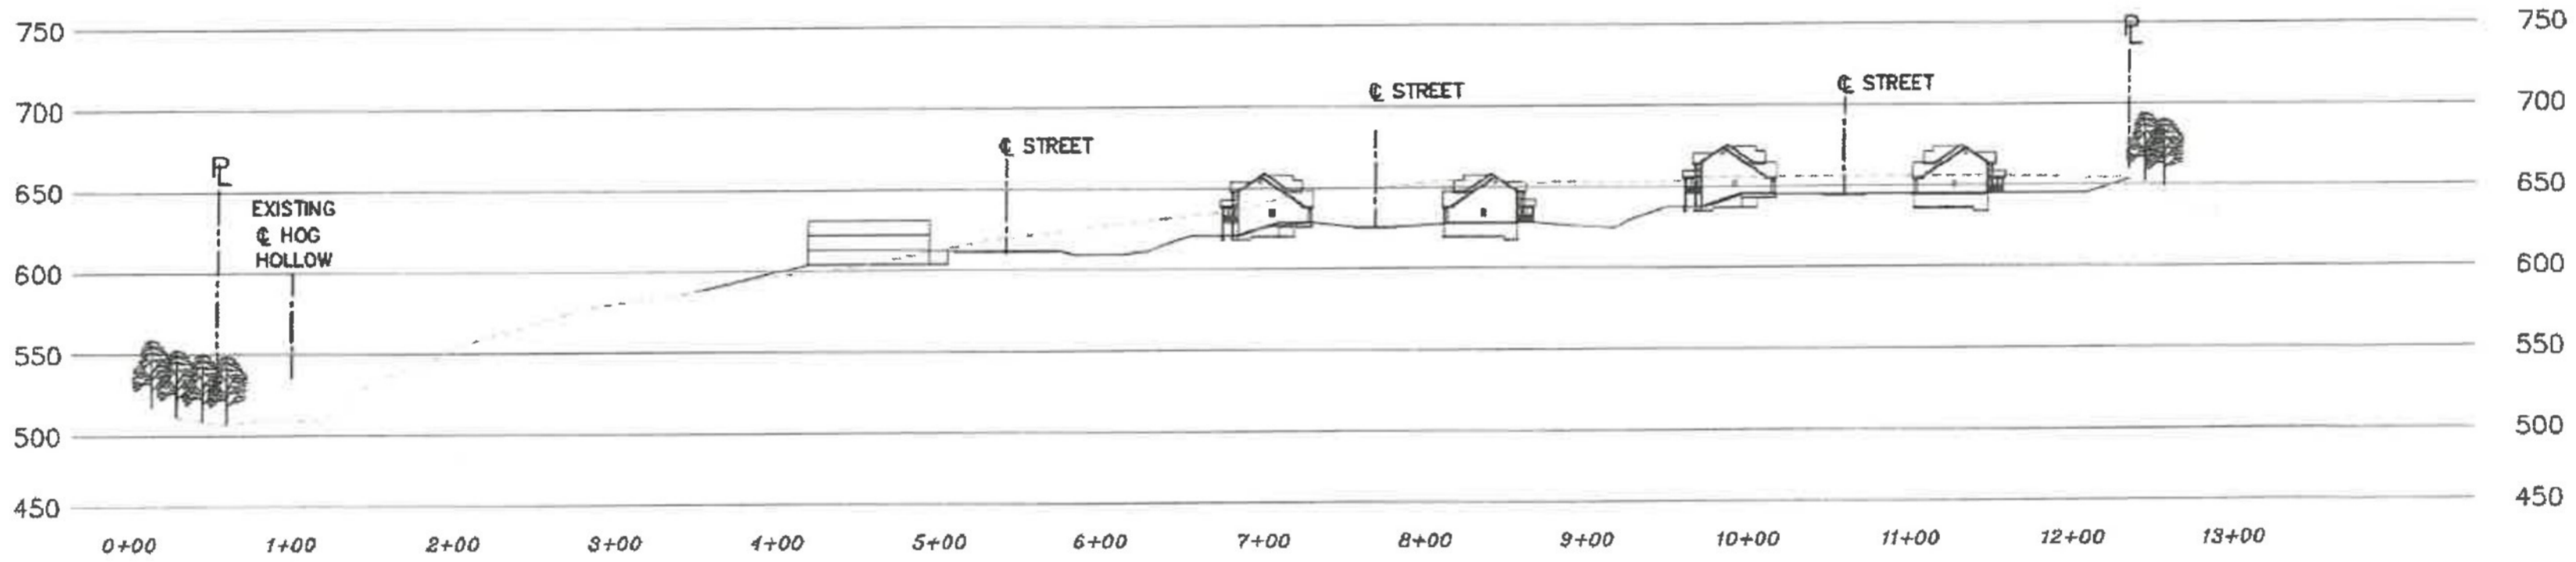 750 750
PL
700 700
℄ STREET
℄ STREET
℄ STREET
PL
650 650
EXISTING
℄ HOG
HOLLOW
600 600
550 550
500 500
450 450
0+00 1+00 2+00 3+00 4+00 5+00 6+00 7+00 8+00 9+00 10+00 11+00 12+00 13+00